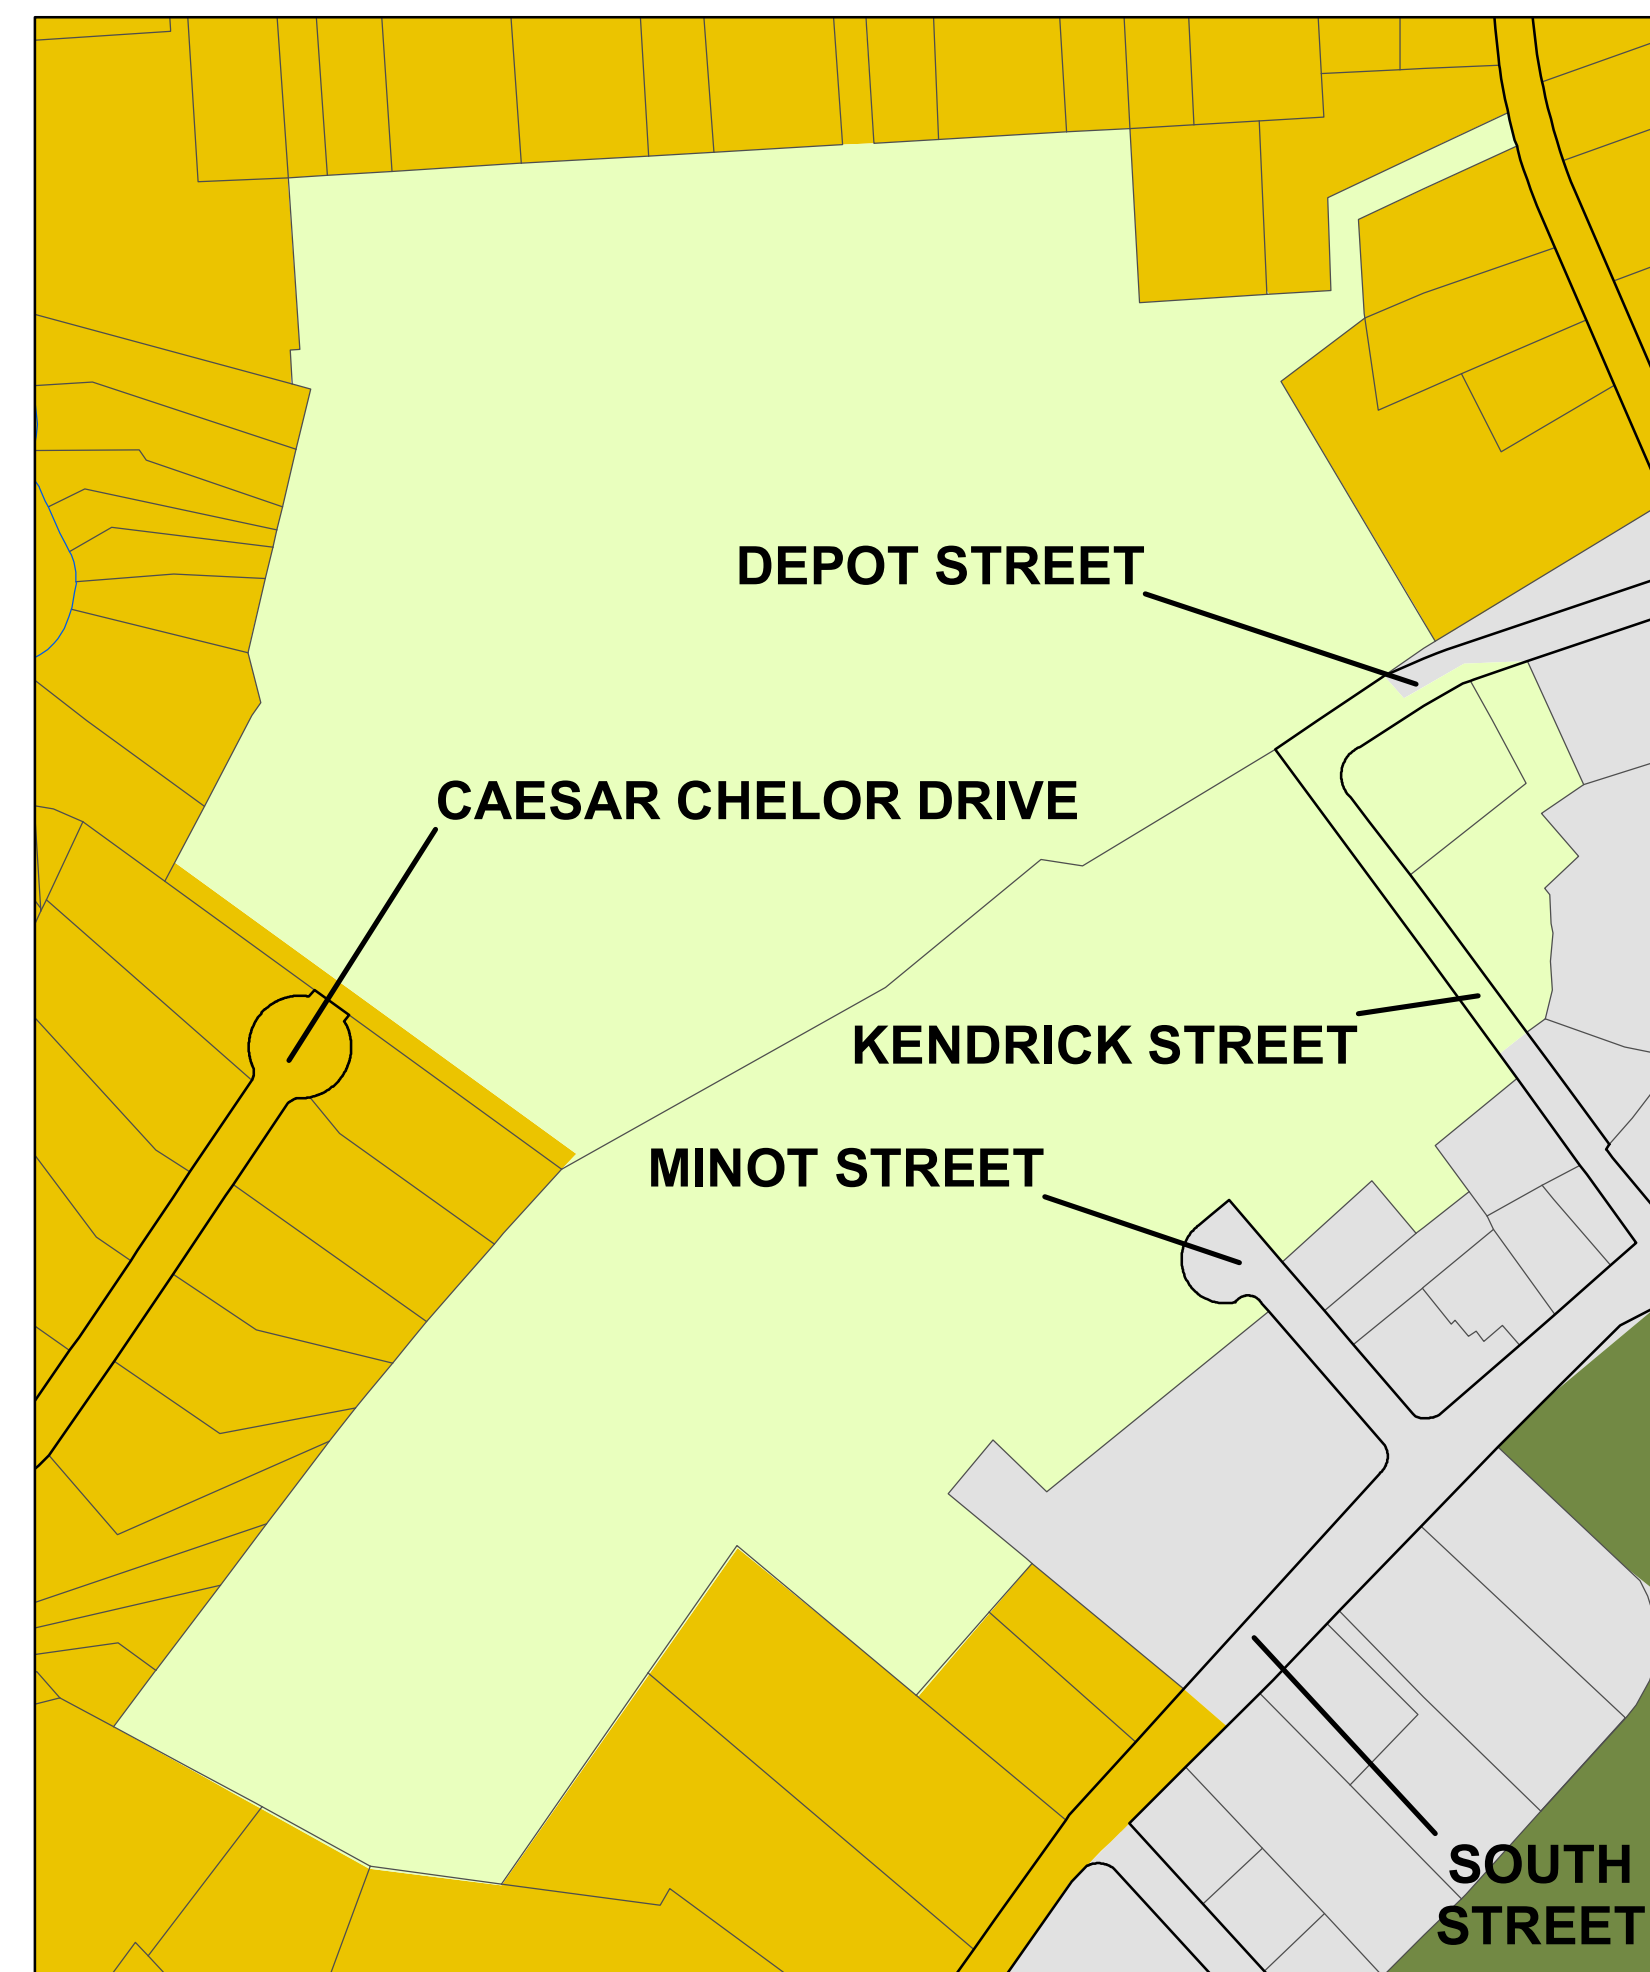 DEPOT STREET
CAESAR CHELOR DRIVE
KENDRICK STREET
MINOT STREET
SOUTH
STREET